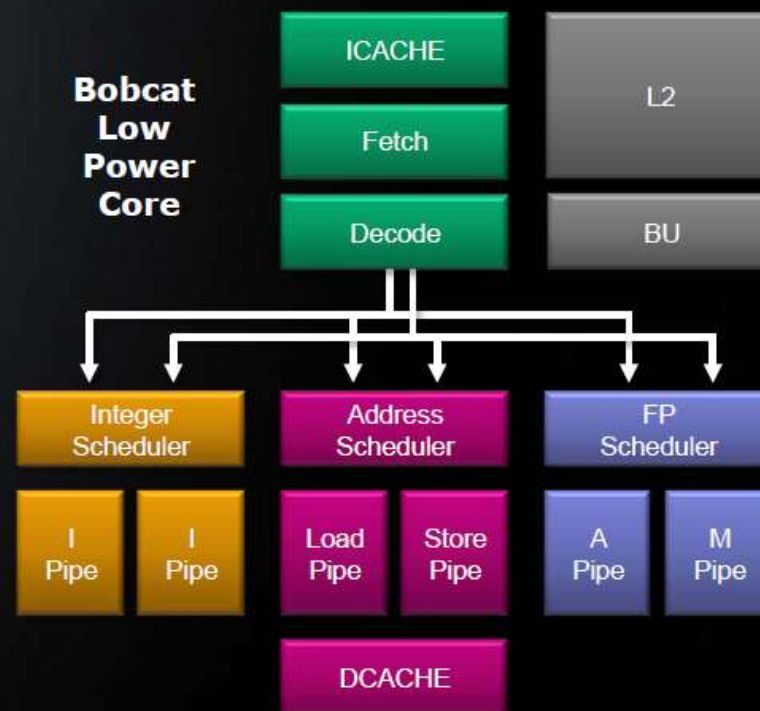 Bobcat
Low
Power
Core
ICACHE
Fetch
Decode
L2
BU
Integer
Scheduler
Address
Scheduler
FP
Scheduler
I
Pipe
I
Pipe
Load
Pipe
Store
Pipe
A
Pipe
M
Pipe
DCACHE